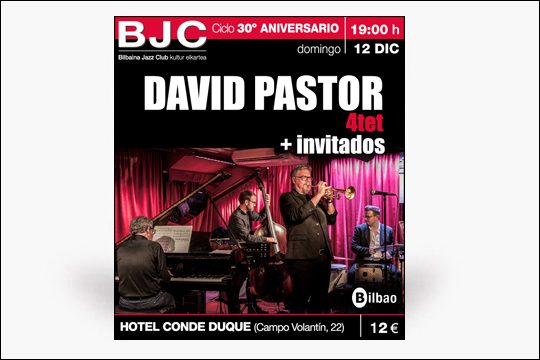 BJC Ciclo 30º ANIVERSARIO 19:00 h
Bilbaina Jazz Club kultur elkartea domingo 12 DIC
DAVID PASTOR
4tet
+ invitados
Bilbao
HOTEL CONDE DUQUE (Campo Volantín, 22) 12 €